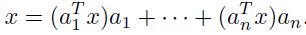 x = (a_1^T x)a_1 + ⋯ + (a_n^T x)a_n.